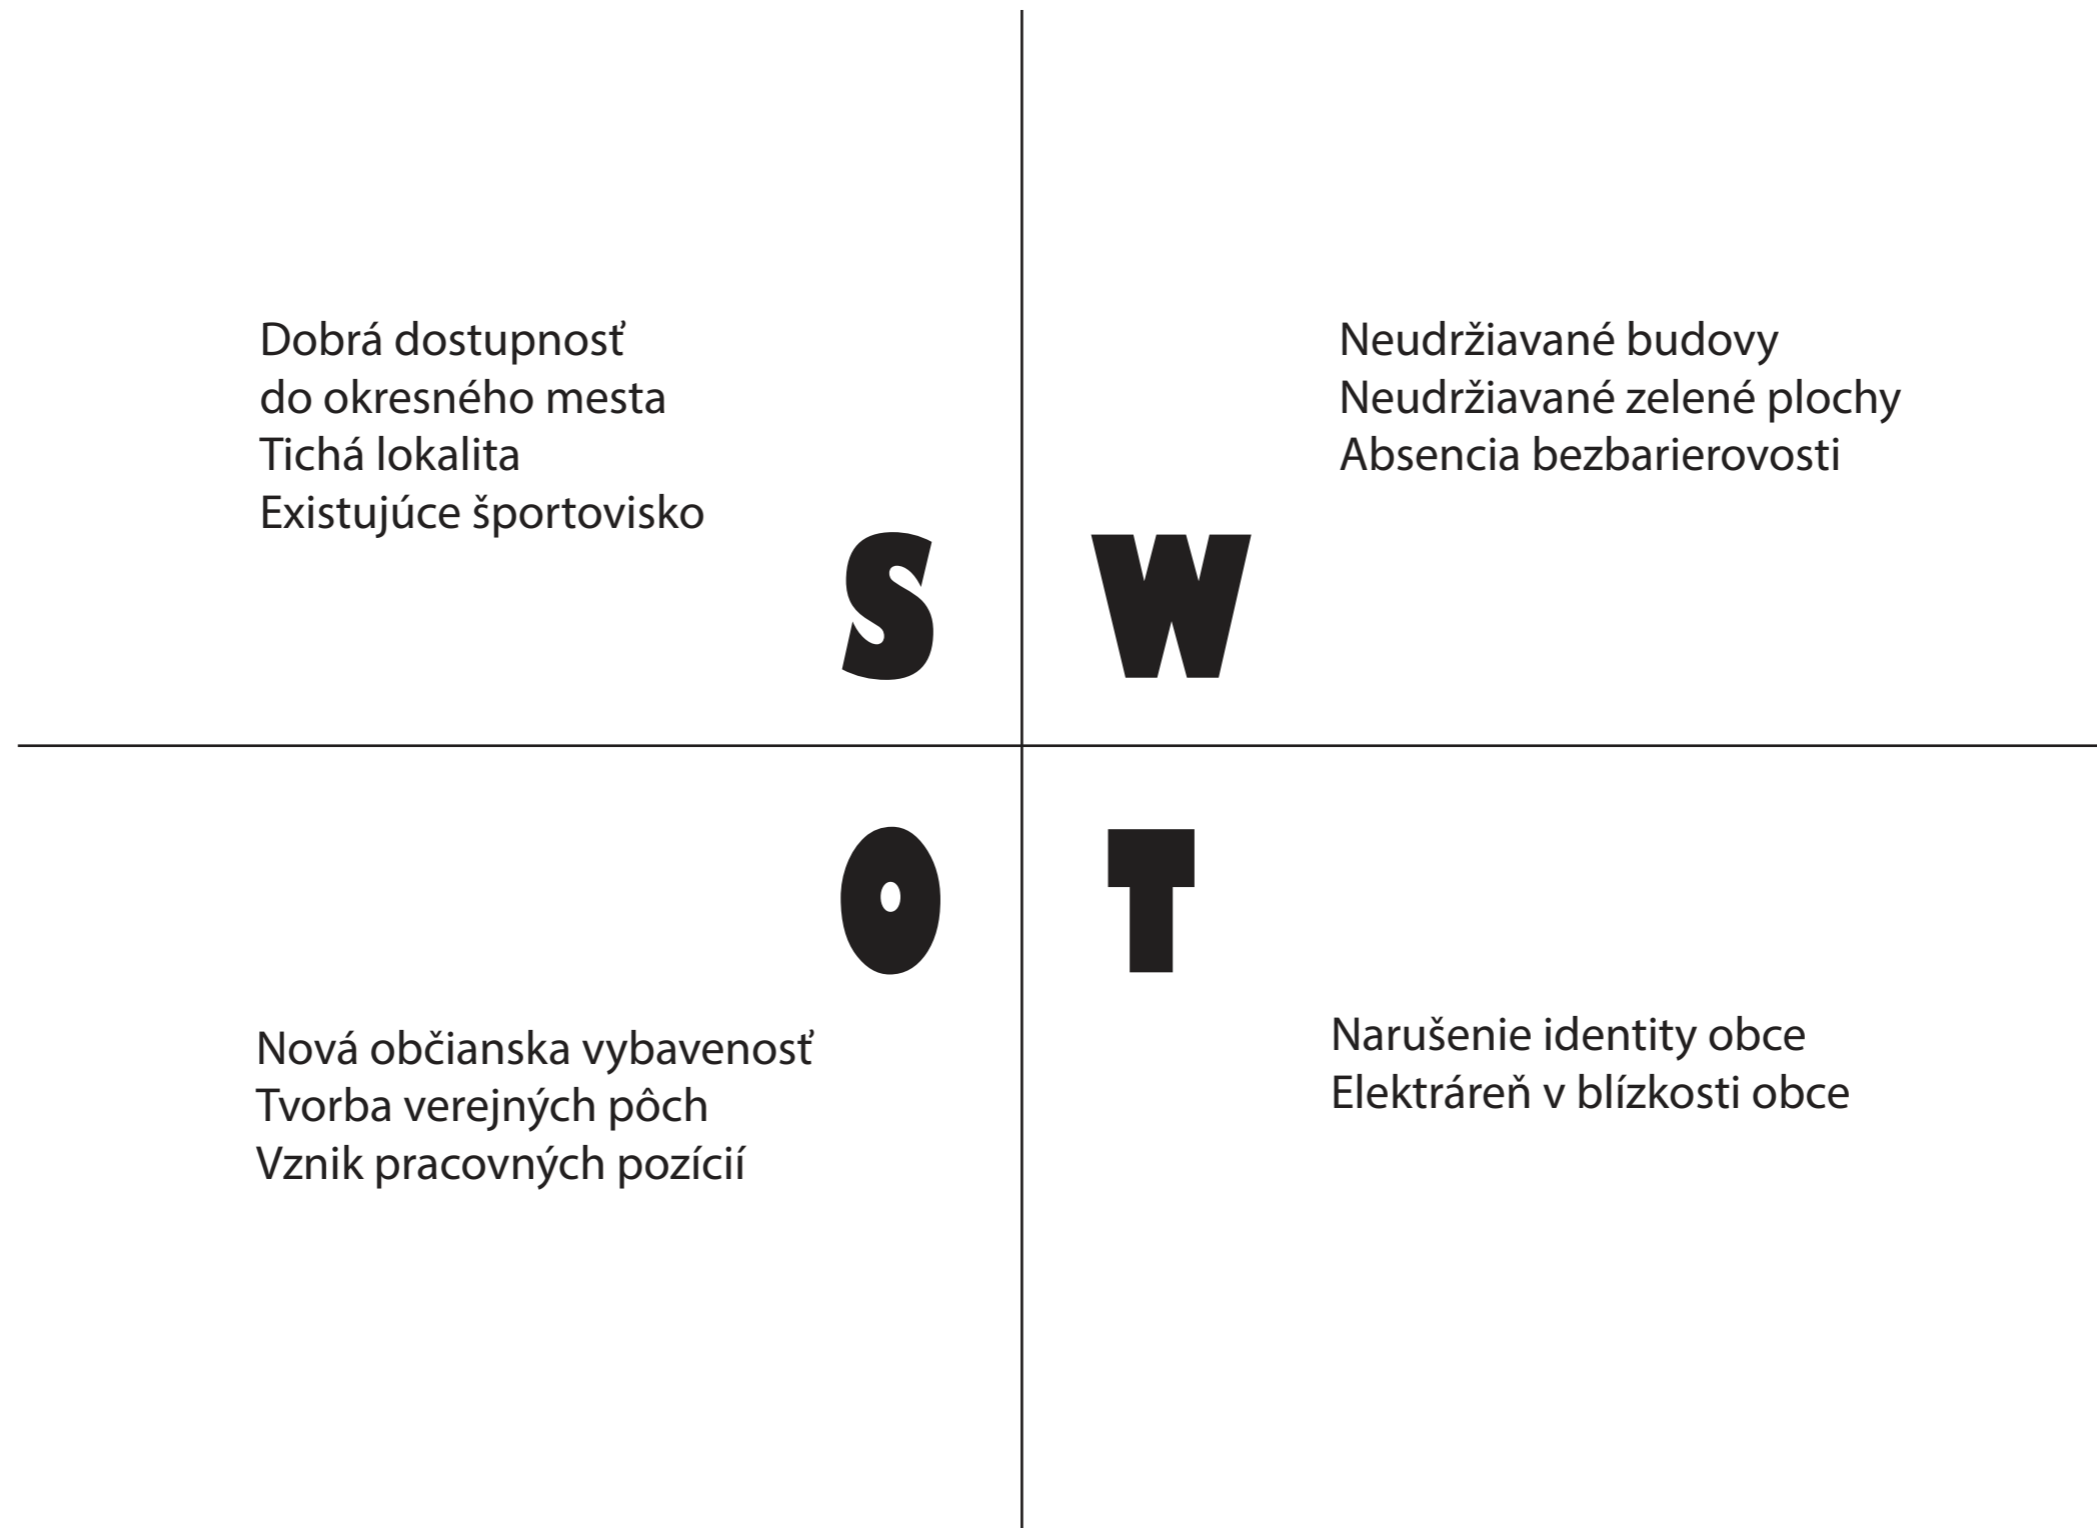 Dobrá dostupnosť
do okresného mesta
Tichá lokalita
Existujúce športovisko
S
Neudržiavané budovy
Neudržiavané zelené plochy
Absencia bezbarierovosti
W
O
Nová občianska vybavenosť
Tvorba verejných pôch
Vznik pracovných pozícií
T
Narušenie identity obce
Elektráreň v blízkosti obce